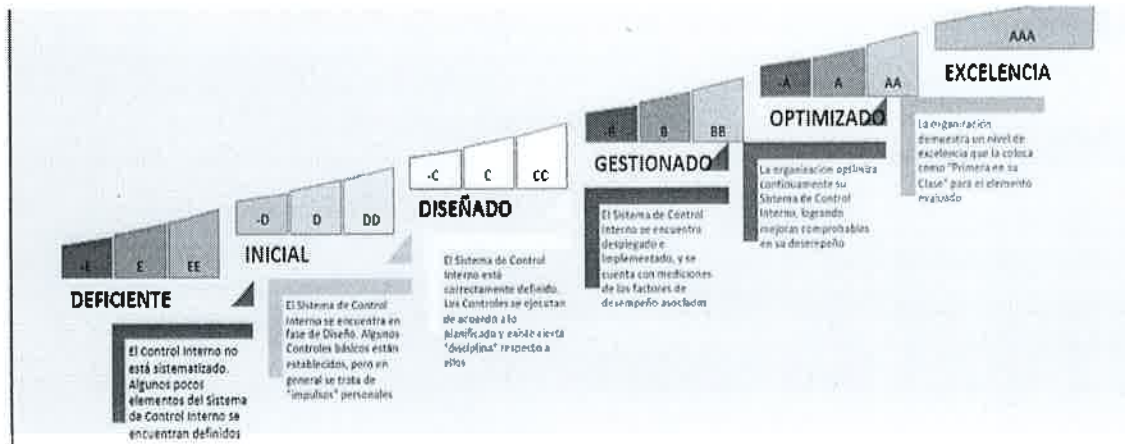 -E E EE
DEFICIENTE
El Control Interno no
está sistematizado.
Algunos pocos
elementos del Sistema
de Control Interno se
encuentran definidos
-D D DD
INICIAL
El Sistema de Control
Interno se encuentra en
fase de Diseño. Algunos
Controles básicos están
establecidos, pero en
general se trata de
"impulsos" personales
-C C CC
DISEÑADO
El Sistema de Control
Interno está
correctamente definido.
Los Controles se ejecutan
de acuerdo a lo
planificado y existe cierta
"disciplina" respecto a
ellos
-B B BB
GESTIONADO
El Sistema de Control
Interno se encuentra
desplegado e
Implementado, y se
cuenta con mediciones
de los factores de
desempeño asociados
-A A AA
OPTIMIZADO
La organización optimiza
continuamente su
Sistema de Control
Interno, logrando
mejoras comprobables
en su desempeño
AAA
EXCELENCIA
La organización
demuestra un nivel de
excelencia que la coloca
como "Primera en su
Clase" para el elemento
evaluado